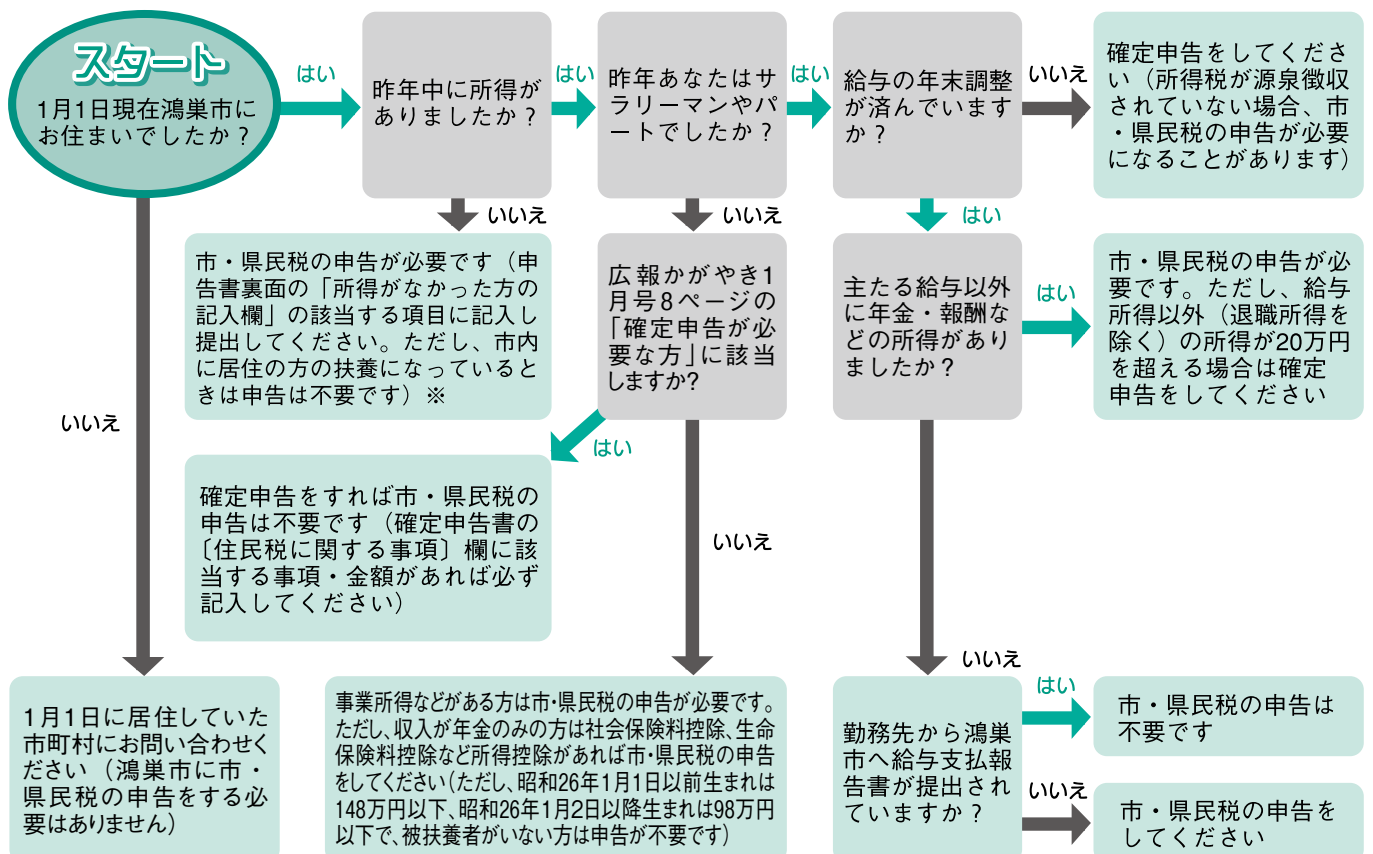 スタート
1月1日現在鴻巣市に
お住まいでしたか？
はい
昨年中に所得が
ありましたか？
はい
昨年あなたはサ
ラリーマンやパ
ートでしたか？
はい
給与の年末調整
が済んでいます
か？
いいえ
確定申告をしてくださ
い（所得税が源泉徴収
されていない場合、市
・県民税の申告が必要
になることがあります）
いいえ
いいえ
はい
市・県民税の申告が必要です（申
告書裏面の「所得がなかった方の
記入欄」の該当する項目に記入し
提出してください。ただし、市内
に居住の方の扶養になっていると
きは申告は不要です）※
広報かがやき1
月号8ページの
「確定申告が必
要な方」に該当
しますか?
主たる給与以外
に年金・報酬な
どの所得があり
ましたか？
はい
市・県民税の申告が必
要です。ただし、給与
所得以外（退職所得を
除く）の所得が20万円
を超える場合は確定
申告をしてください
いいえ
はい
確定申告をすれば市・県民税の
申告は不要です（確定申告書の
〔住民税に関する事項〕欄に該
当する事項・金額があれば必ず
記入してください）
いいえ
いいえ
1月1日に居住していた
市町村にお問い合わせく
ださい（鴻巣市に市・
県民税の申告をする必
要はありません）
事業所得などがある方は市・県民税の申告が必要です。
ただし、収入が年金のみの方は社会保険料控除、生命
保険料控除など所得控除があれば市・県民税の申告
をしてください（ただし、昭和26年1月1日以前生まれは
148万円以下、昭和26年1月2日以降生まれは98万円
以下で、被扶養者がいない方は申告が不要です）
勤務先から鴻巣
市へ給与支払報
告書が提出され
ていますか？
はい
市・県民税の申告は
不要です
いいえ
市・県民税の申告を
してください